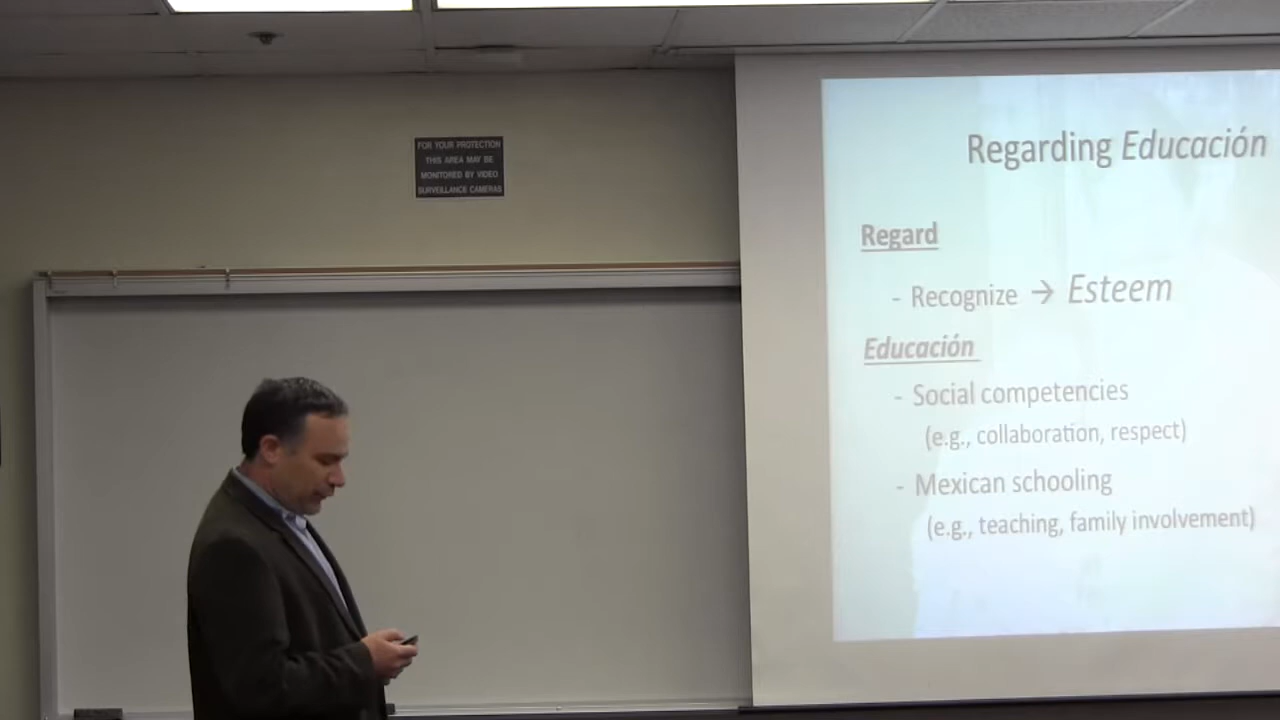 FOR YOUR PROTECTION
THIS AREA MAY BE
MONITORED BY VIDEO
SURVEILLANCE CAMERAS
Regarding Educación
Regard
- Recognize → Esteem
Educación
- Social competencies
(e.g., collaboration, respect)
- Mexican schooling
(e.g., teaching, family involvement)